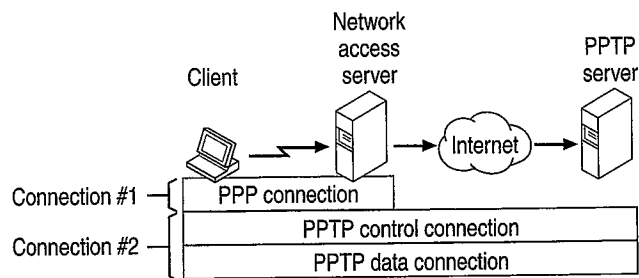 Network
access
server
PPTP
server
Client
Internet
Connection #1
PPP connection
Connection #2
PPTP control connection
PPTP data connection